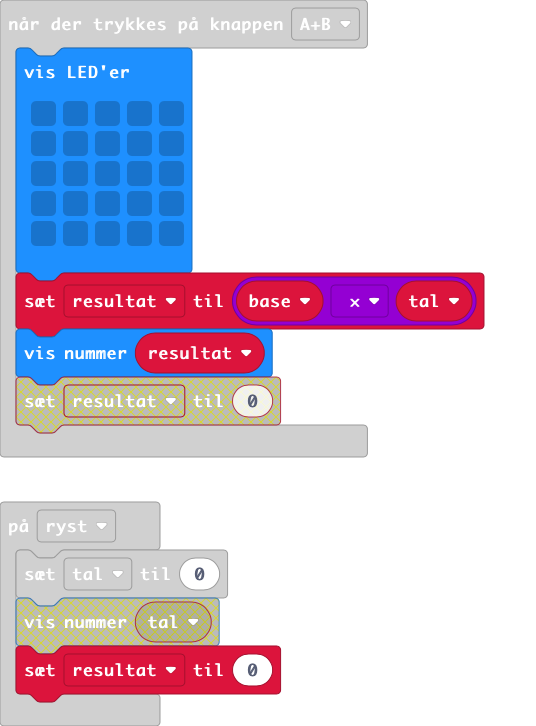 når der trykkes på knappen A+B
vis LED'er
sæt resultat til base × tal
vis nummer resultat
sæt resultat til 0
på ryst
sæt tal til 0
vis nummer tal
sæt resultat til 0